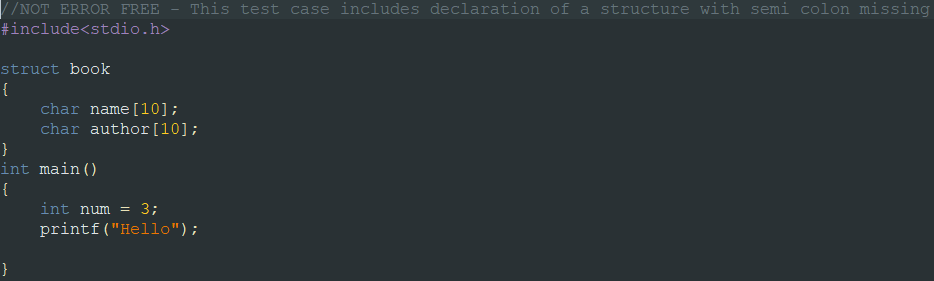 //NOT ERROR FREE - This test case includes declaration of a structure with semi colon missing
#include<stdio.h>
struct book
{
    char name[10];
    char author[10];
}
int main()
{
    int num = 3;
    printf("Hello");
}